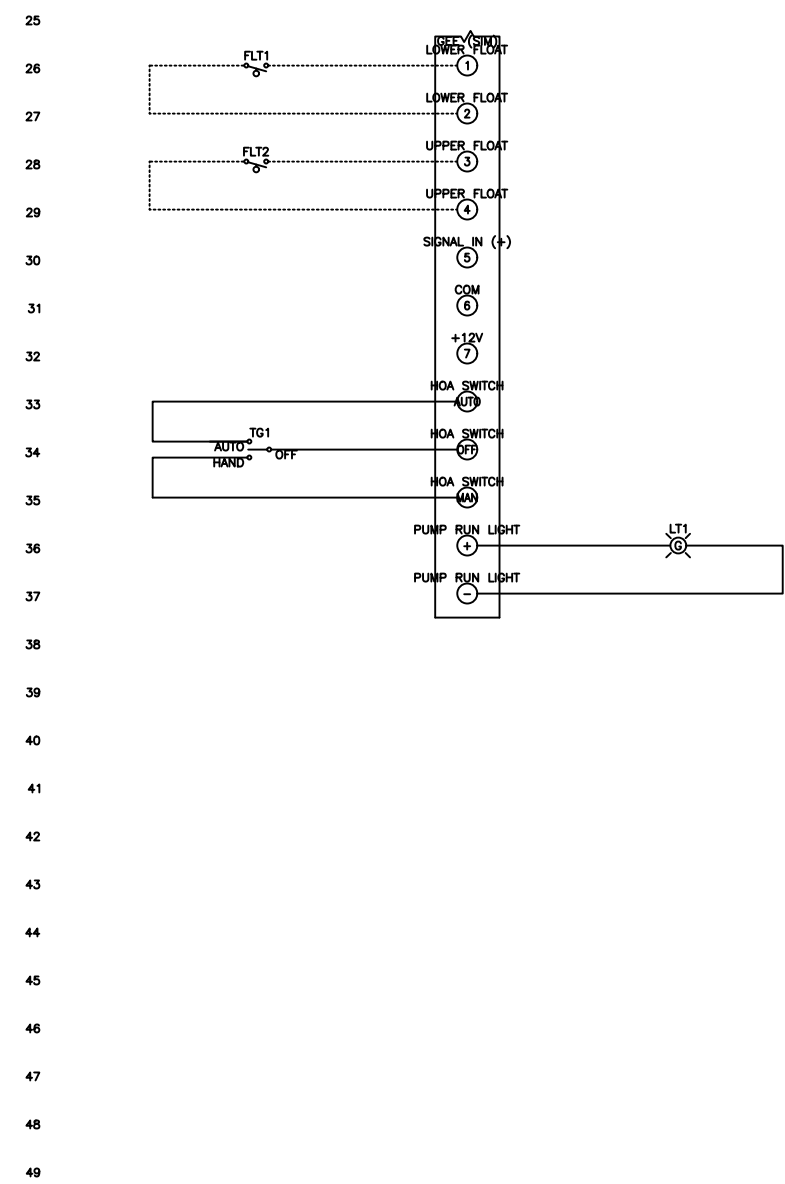 25
GFF (SIM)
LOWER FLOAT
FLT1
26 1
LOWER FLOAT
27 2
UPPER FLOAT
FLT2
28 3
UPPER FLOAT
29 4
SIGNAL IN (+)
30 5
COM
31 6
+12V
32 7
HOA SWITCH
33 AUTO
TG1
HOA SWITCH
34 AUTO OFF OFF
HAND
HOA SWITCH
35 MAN
PUMP RUN LIGHT LT1
36 + G
PUMP RUN LIGHT
37 −
38
39
40
41
42
43
44
45
46
47
48
49